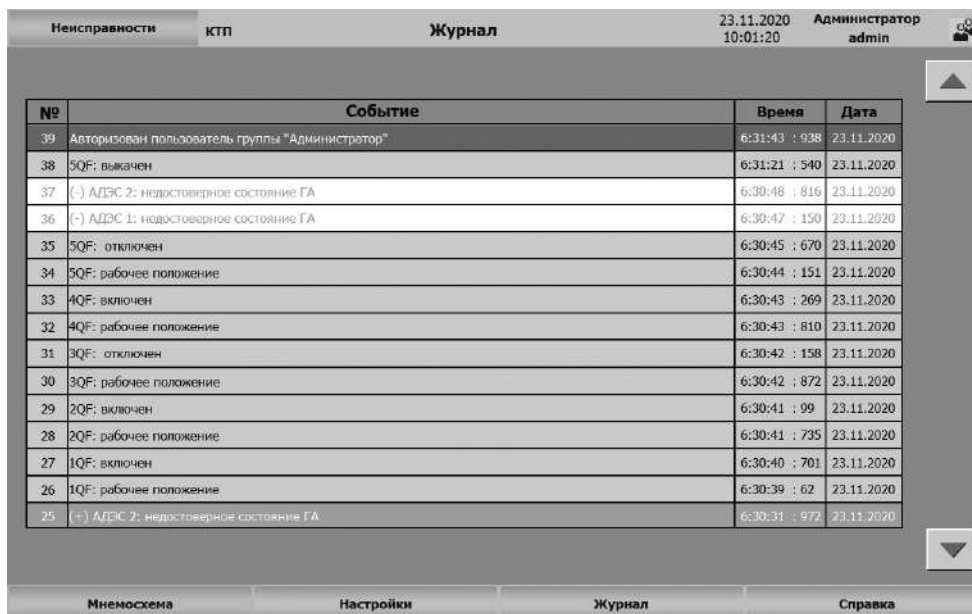 Неисправности КТП Журнал 23.11.2020 Администратор
10:01:20 admin
№ Событие Время Дата
39 Авторизован пользователь группы "Администратор" 6:31:43 : 938 23.11.2020
38 5QF: выкачен 6:31:21 : 540 23.11.2020
37 (-) АДЭС 2: недостоверное состояние ГА 6:30:48 : 816 23.11.2020
36 (-) АДЭС 1: недостоверное состояние ГА 6:30:47 : 150 23.11.2020
35 5QF: отключен 6:30:45 : 670 23.11.2020
34 5QF: рабочее положение 6:30:44 : 151 23.11.2020
33 4QF: включен 6:30:43 : 269 23.11.2020
32 4QF: рабочее положение 6:30:43 : 810 23.11.2020
31 3QF: отключен 6:30:42 : 158 23.11.2020
30 3QF: рабочее положение 6:30:42 : 872 23.11.2020
29 2QF: включен 6:30:41 : 99 23.11.2020
28 2QF: рабочее положение 6:30:41 : 735 23.11.2020
27 1QF: включен 6:30:40 : 701 23.11.2020
26 1QF: рабочее положение 6:30:39 : 62 23.11.2020
25 (+) АДЭС 2: недостоверное состояние ГА 6:30:31 : 972 23.11.2020
Мнемосхема Настройки Журнал Справка